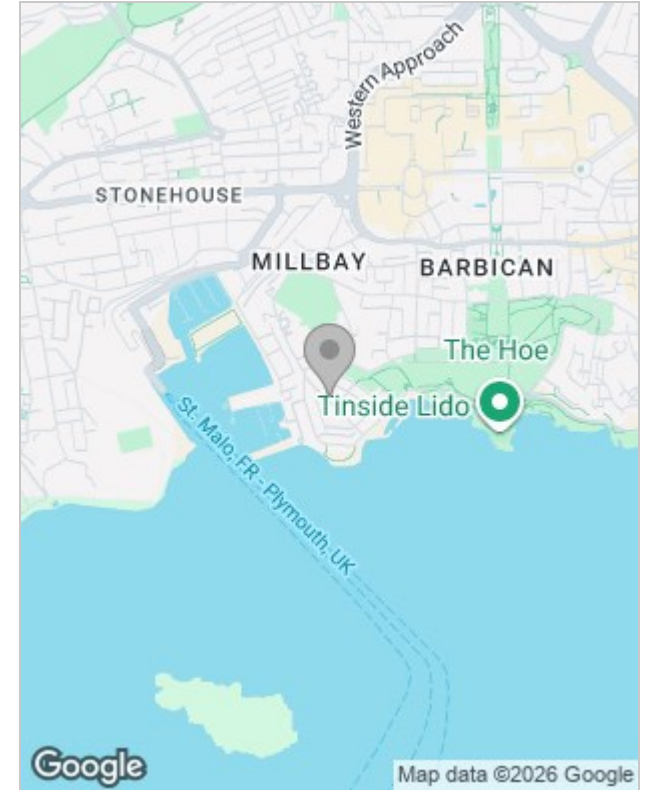 Western Approach
STONEHOUSE
MILLBAY
BARBICAN
The Hoe
Tinside Lido
St. Malo, FR - Plymouth, UK
Google
Map data ©2026 Google